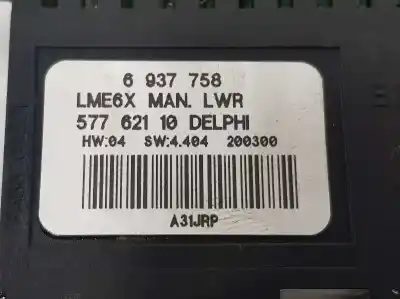 6 937 758
LME6X MAN. LWR
577 621 10 DELPHI
HW:04 SW:4.404 200300
A31JRP